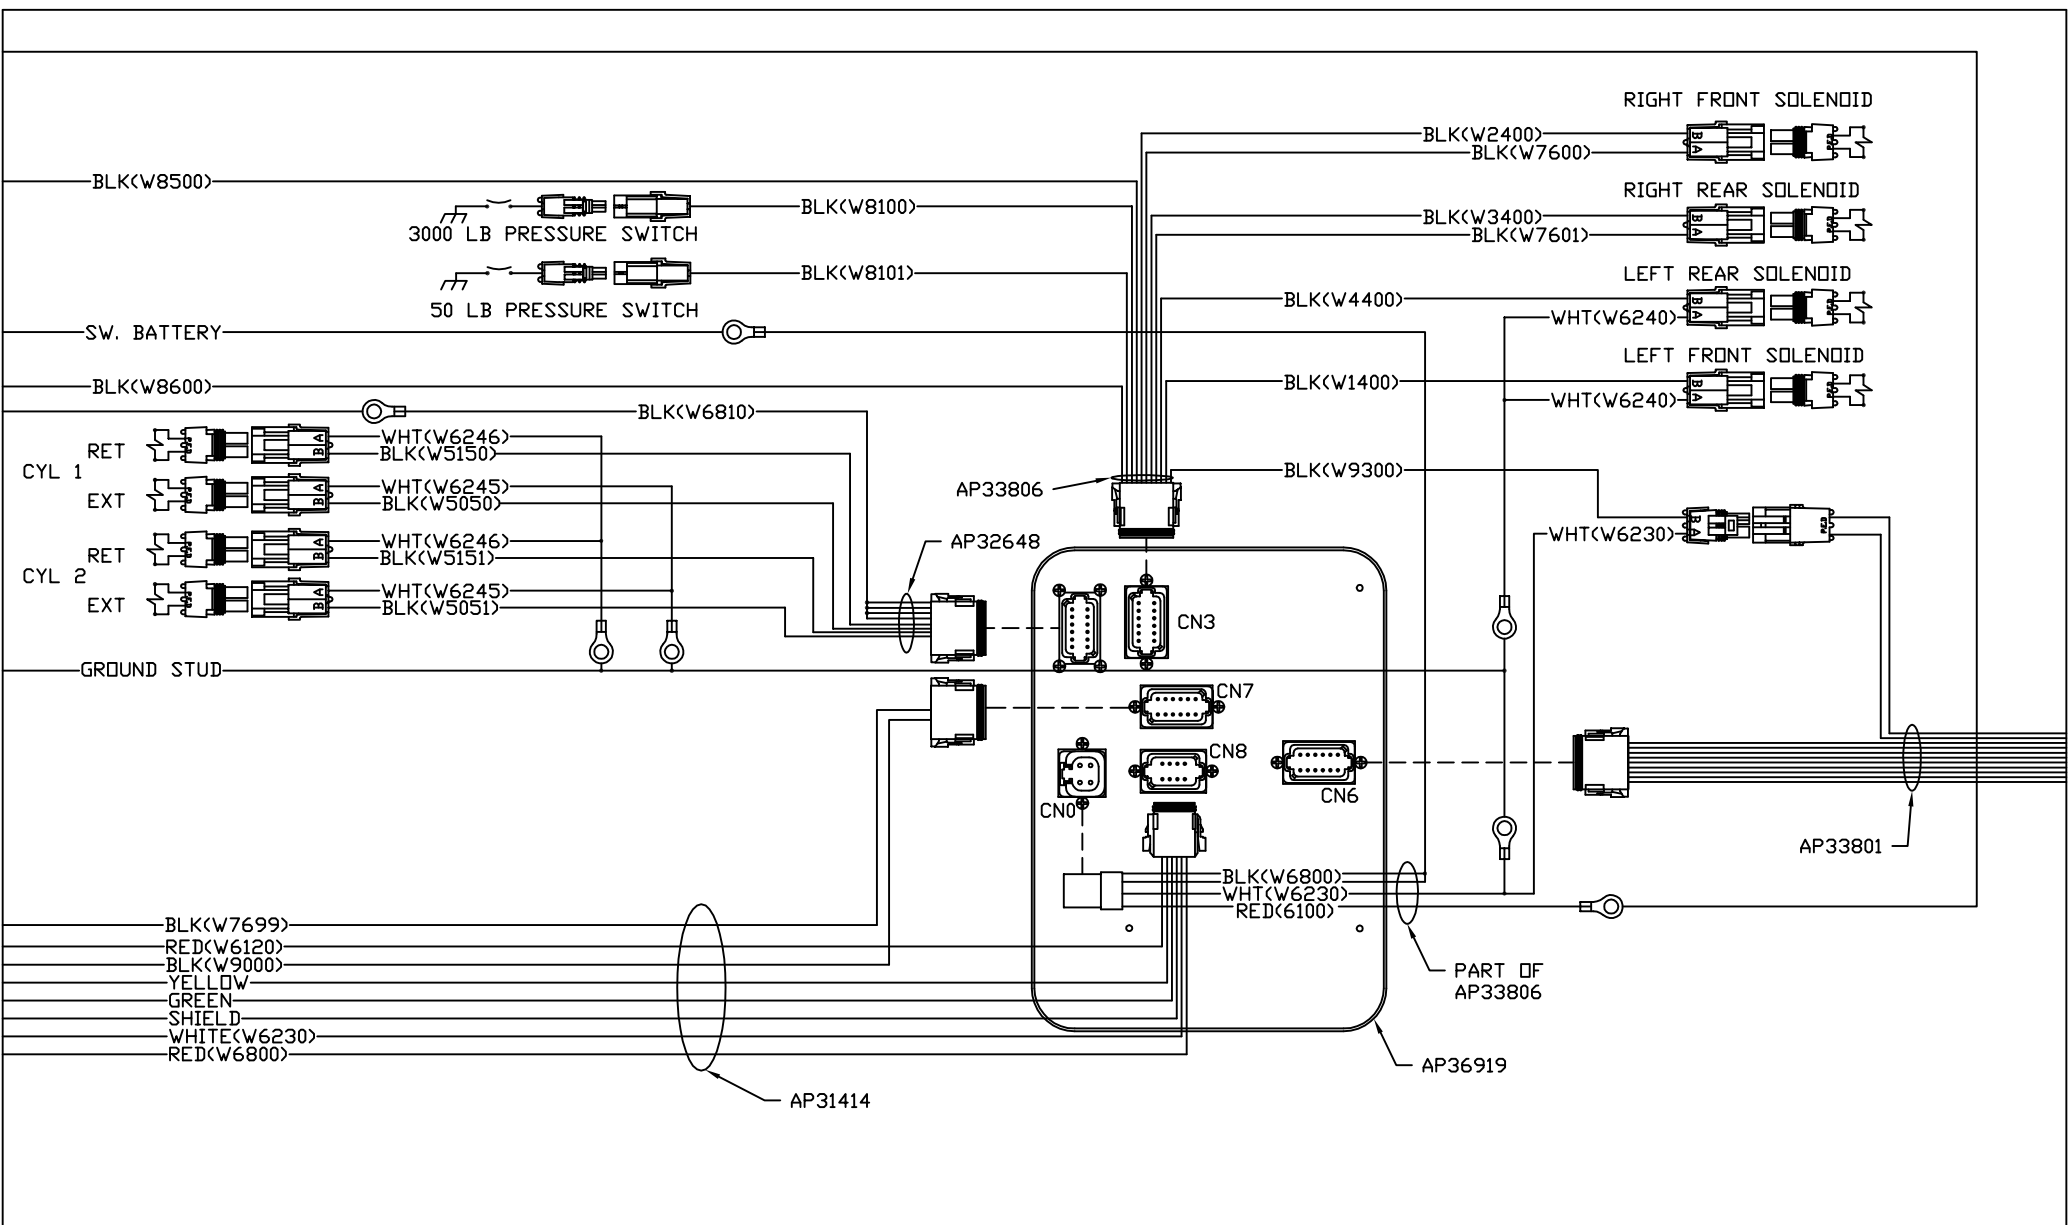 RIGHT FRONT SOLENOID
BLK(W2400)
BLK(W7600)
B
A
BLK(W8500)
RIGHT REAR SOLENOID
BLK(W8100)
BLK(W3400)
B
A
3000 LB PRESSURE SWITCH
BLK(W7601)
BLK(W8101)
LEFT REAR SOLENOID
50 LB PRESSURE SWITCH
BLK(W4400)
B
A
WHT(W6240)
SW. BATTERY
LEFT FRONT SOLENOID
BLK(W8600)
BLK(W1400)
B
A
WHT(W6240)
BLK(W6810)
CYL 1
RET
A
B
WHT(W6246)
BLK(W5150)
EXT
A
B
WHT(W6245)
BLK(W5050)
CYL 2
RET
A
B
WHT(W6246)
BLK(W5151)
EXT
A
B
WHT(W6245)
BLK(W5051)
BLK(W9300)
AP33806
B
A
WHT(W6230)
AP32648
CN3
GROUND STUD
CN7
CN8
CN6
CN0
AP33801
BLK(W6800)
WHT(W6230)
RED(6100)
BLK(W7699)
RED(W6120)
BLK(W9000)
YELLOW
GREEN
SHIELD
WHITE(W6230)
RED(W6800)
PART OF
AP33806
AP36919
AP31414